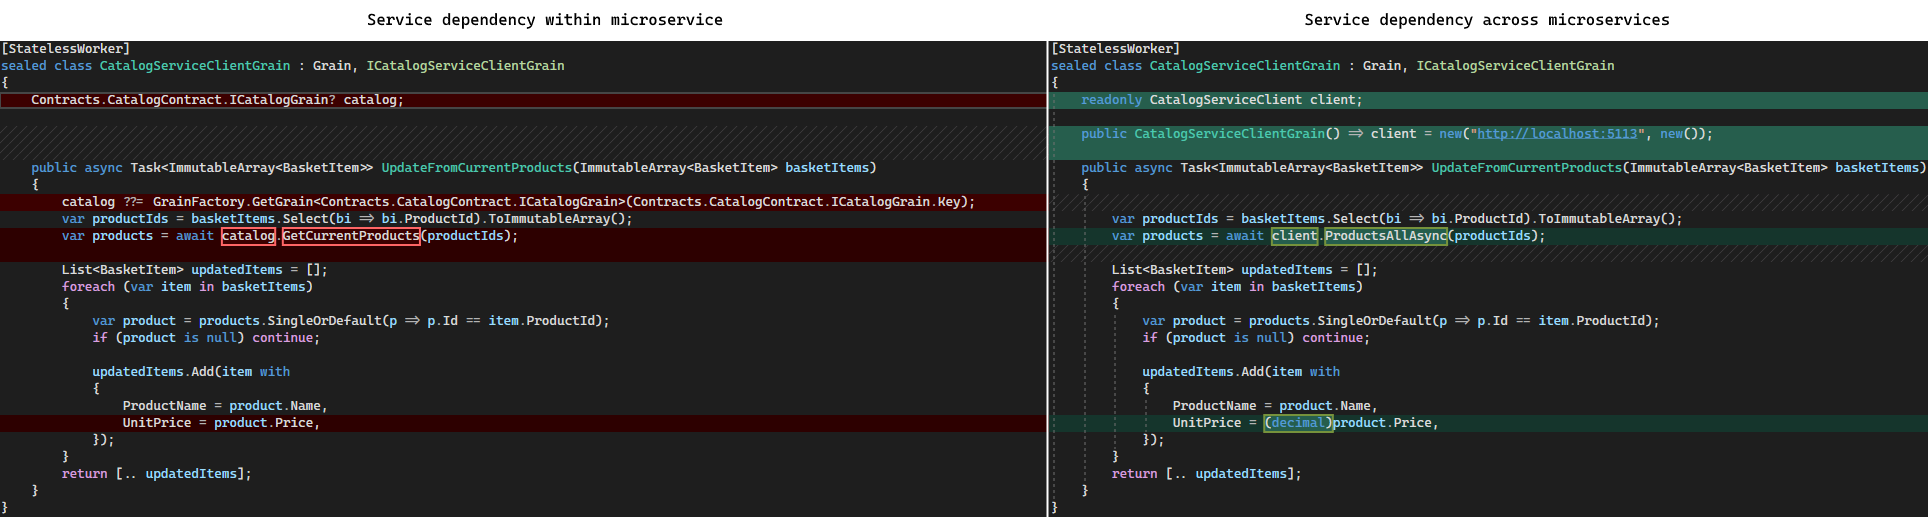 Service dependency within microservice
[StatelessWorker]
sealed class CatalogServiceClientGrain : Grain, ICatalogServiceClientGrain
{
    Contracts.CatalogContract.ICatalogGrain? catalog;
    public async Task<ImmutableArray<BasketItem>> UpdateFromCurrentProducts(ImmutableArray<BasketItem> basketItems)
    {
        catalog ??= GrainFactory.GetGrain<Contracts.CatalogContract.ICatalogGrain>(Contracts.CatalogContract.ICatalogGrain.Key);
        var productIds = basketItems.Select(bi => bi.ProductId).ToImmutableArray();
        var products = await catalog.GetCurrentProducts(productIds);
        List<BasketItem> updatedItems = [];
        foreach (var item in basketItems)
        {
            var product = products.SingleOrDefault(p => p.Id == item.ProductId);
            if (product is null) continue;
            updatedItems.Add(item with
            {
                ProductName = product.Name,
                UnitPrice = product.Price,
            });
        }
        return [.. updatedItems];
    }
}
Service dependency across microservices
[StatelessWorker]
sealed class CatalogServiceClientGrain : Grain, ICatalogServiceClientGrain
{
    readonly CatalogServiceClient client;
    public CatalogServiceClientGrain() => client = new("http://localhost:5113", new());
    public async Task<ImmutableArray<BasketItem>> UpdateFromCurrentProducts(ImmutableArray<BasketItem> basketItems)
    {
        var productIds = basketItems.Select(bi => bi.ProductId).ToImmutableArray();
        var products = await client.ProductsAllAsync(productIds);
        List<BasketItem> updatedItems = [];
        foreach (var item in basketItems)
        {
            var product = products.SingleOrDefault(p => p.Id == item.ProductId);
            if (product is null) continue;
            updatedItems.Add(item with
            {
                ProductName = product.Name,
                UnitPrice = (decimal)product.Price,
            });
        }
        return [.. updatedItems];
    }
}